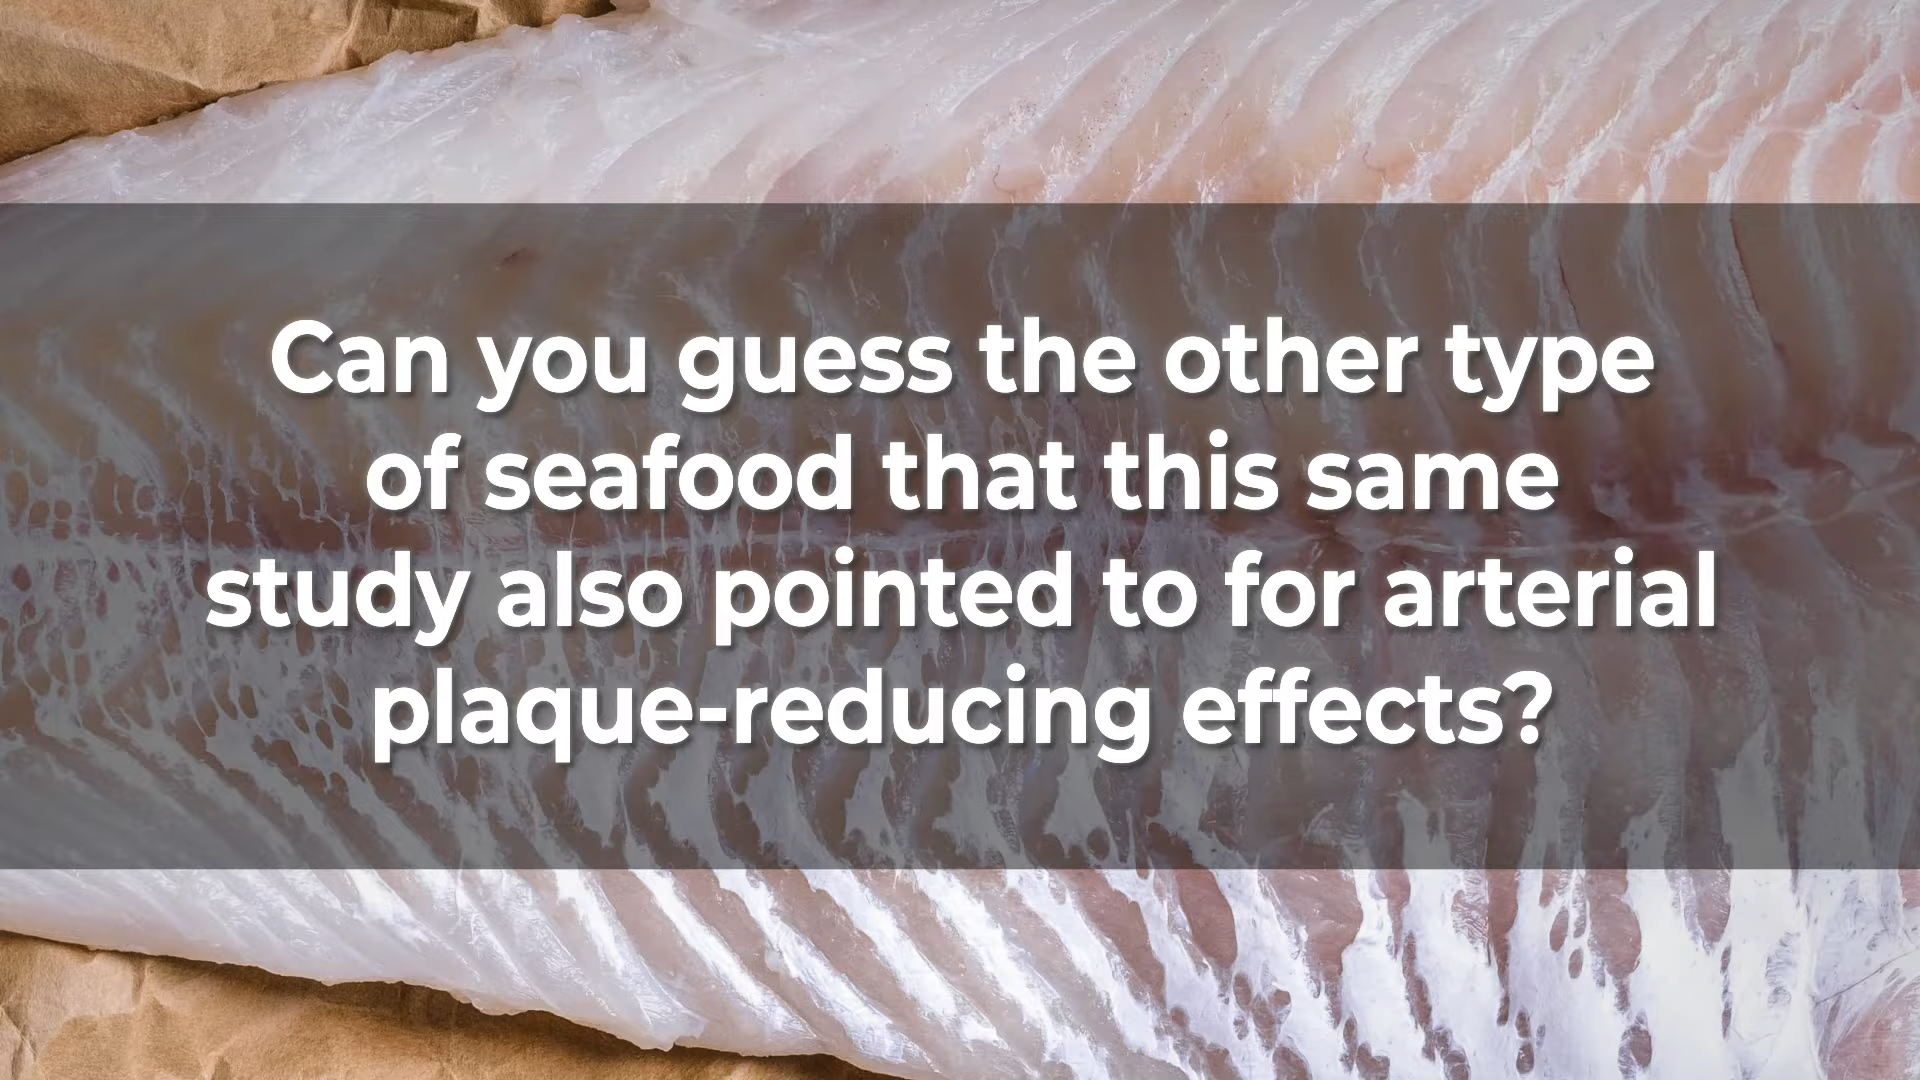 Can you guess the other type
of seafood that this same
study also pointed to for arterial
plaque-reducing effects?